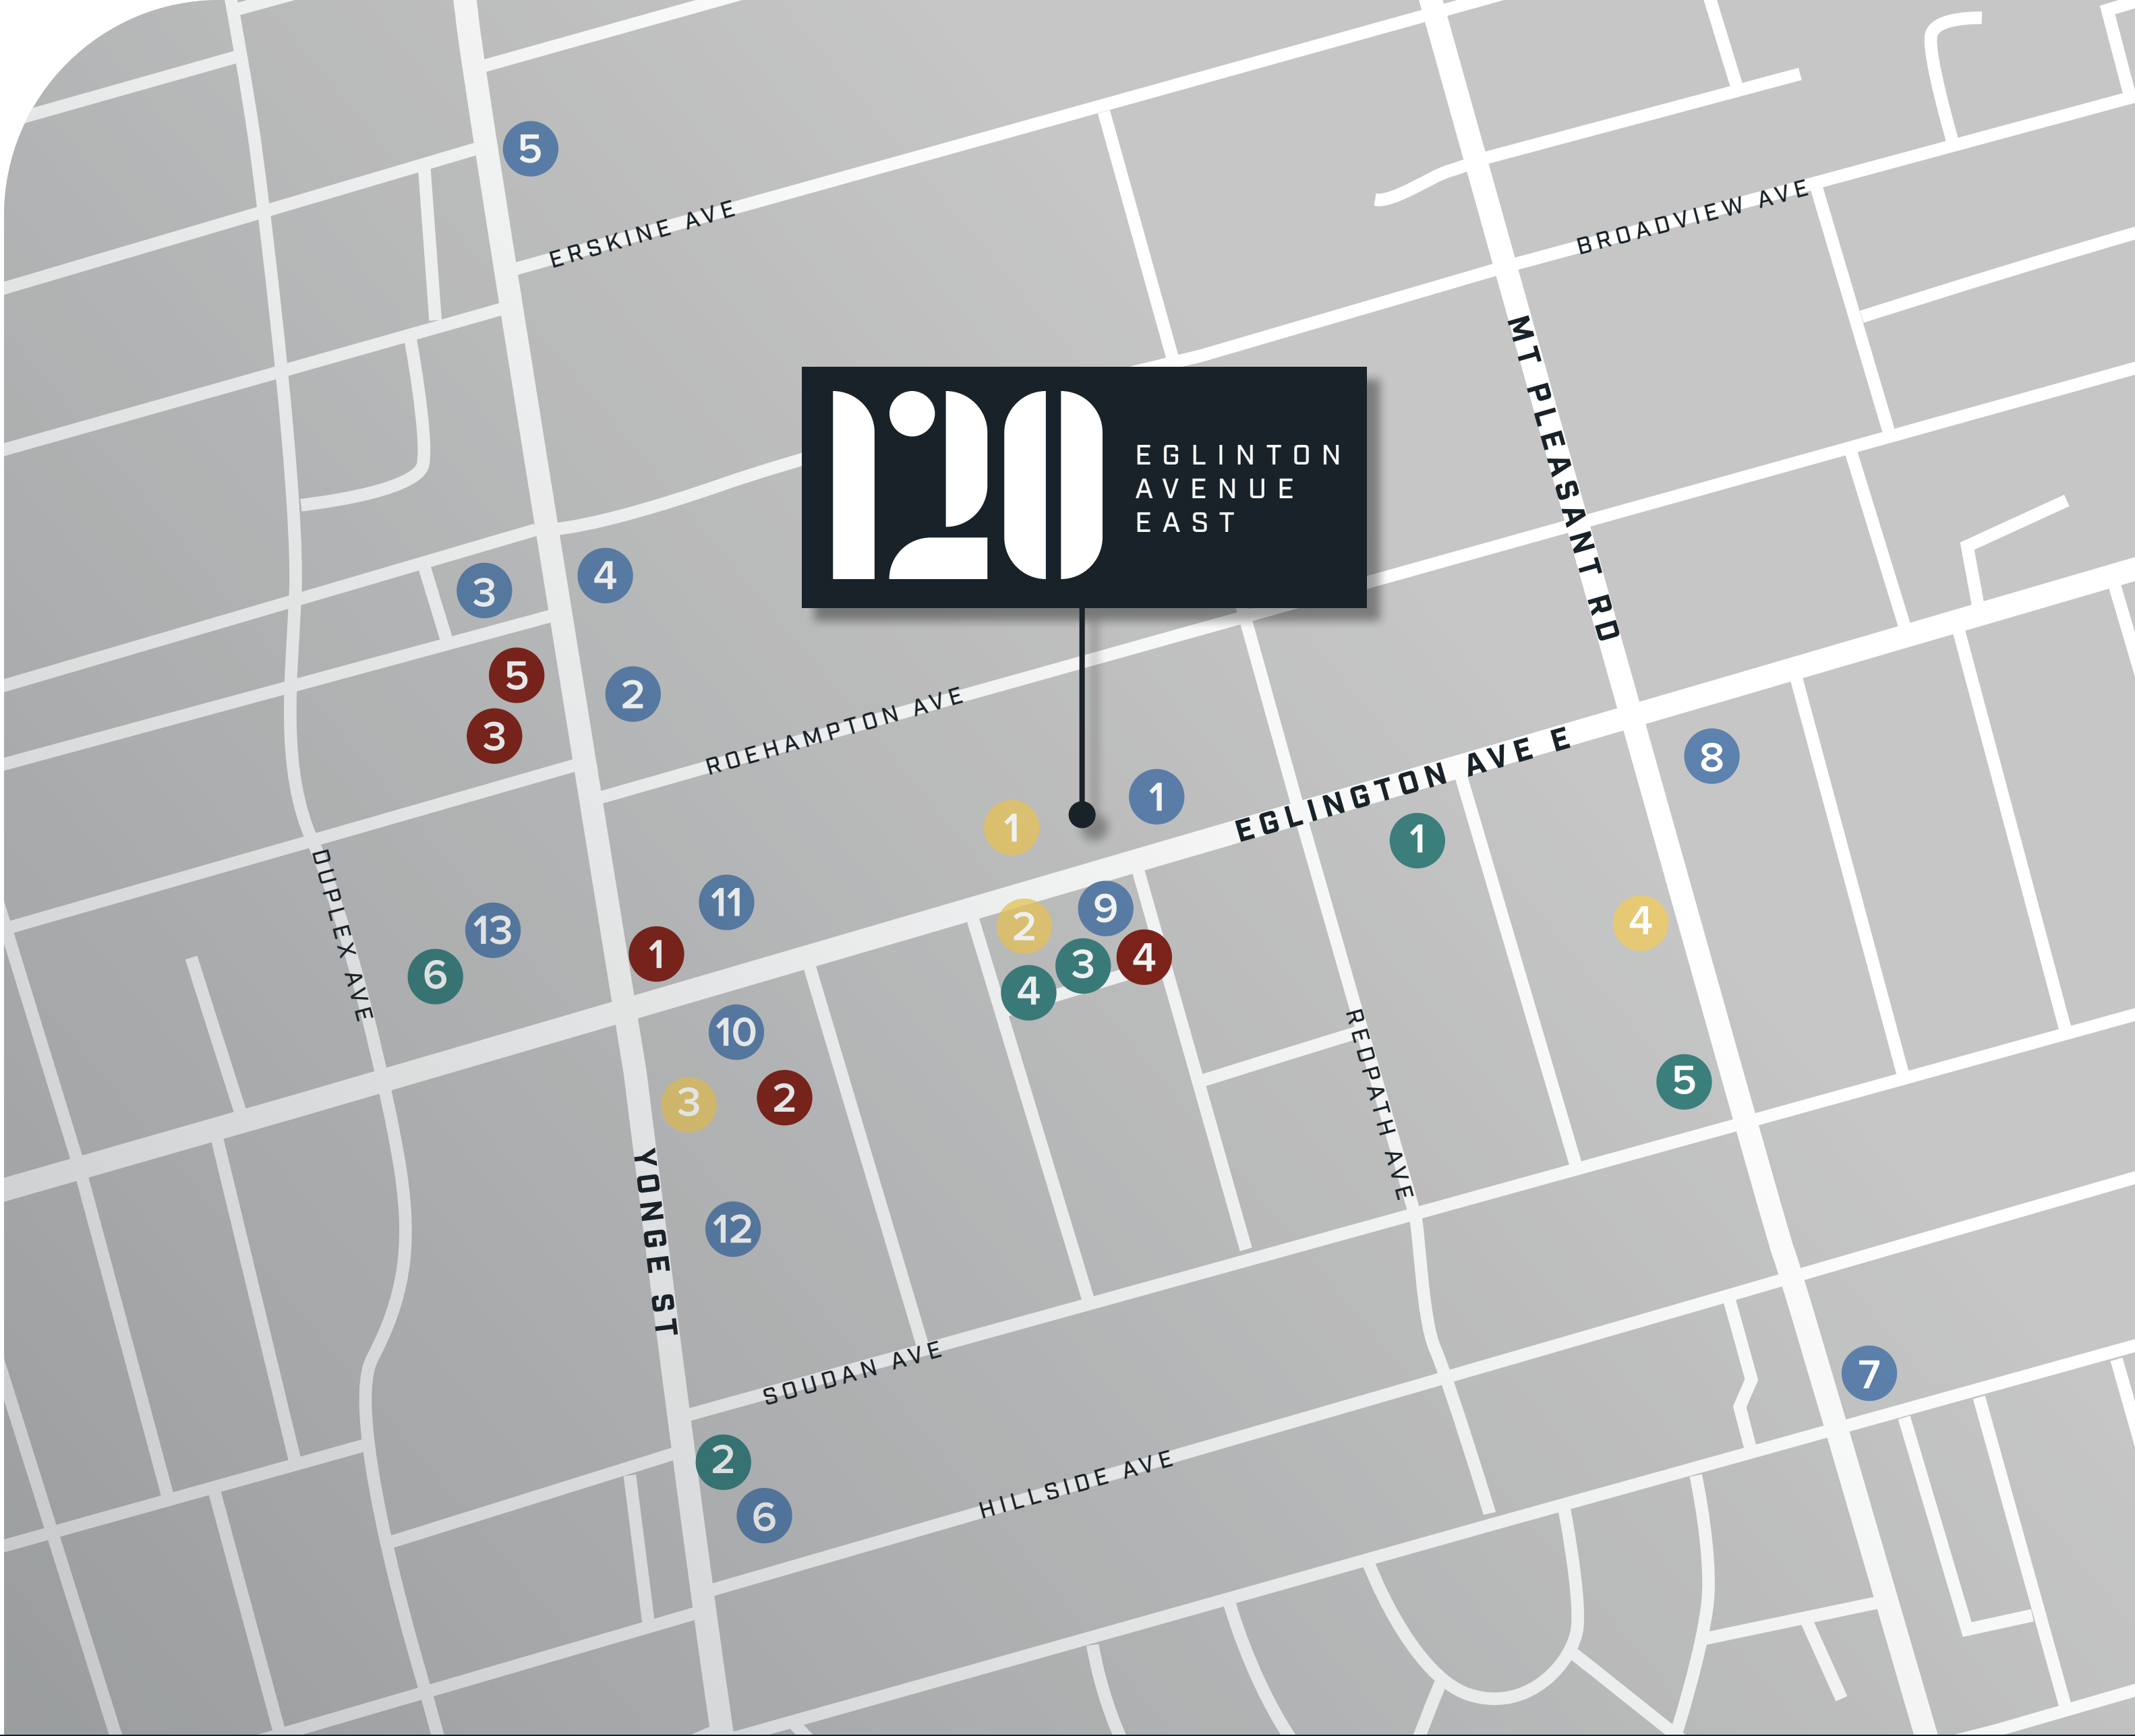 5
ERSKINE AVE
BROADVIEW AVE
MT PLEASANT RD
120
EGLINTON
AVENUE
EAST
3
4
5
2
3
ROEHAMPTON AVE
8
1
1
EGLINGTON AVE E
1
DUPLEX AVE
11
13
6
1
2
9
4
3
4
4
10
3
2
REDPATH AVE
5
YONGE ST
12
SOUDAN AVE
7
2
6
HILLSIDE AVE